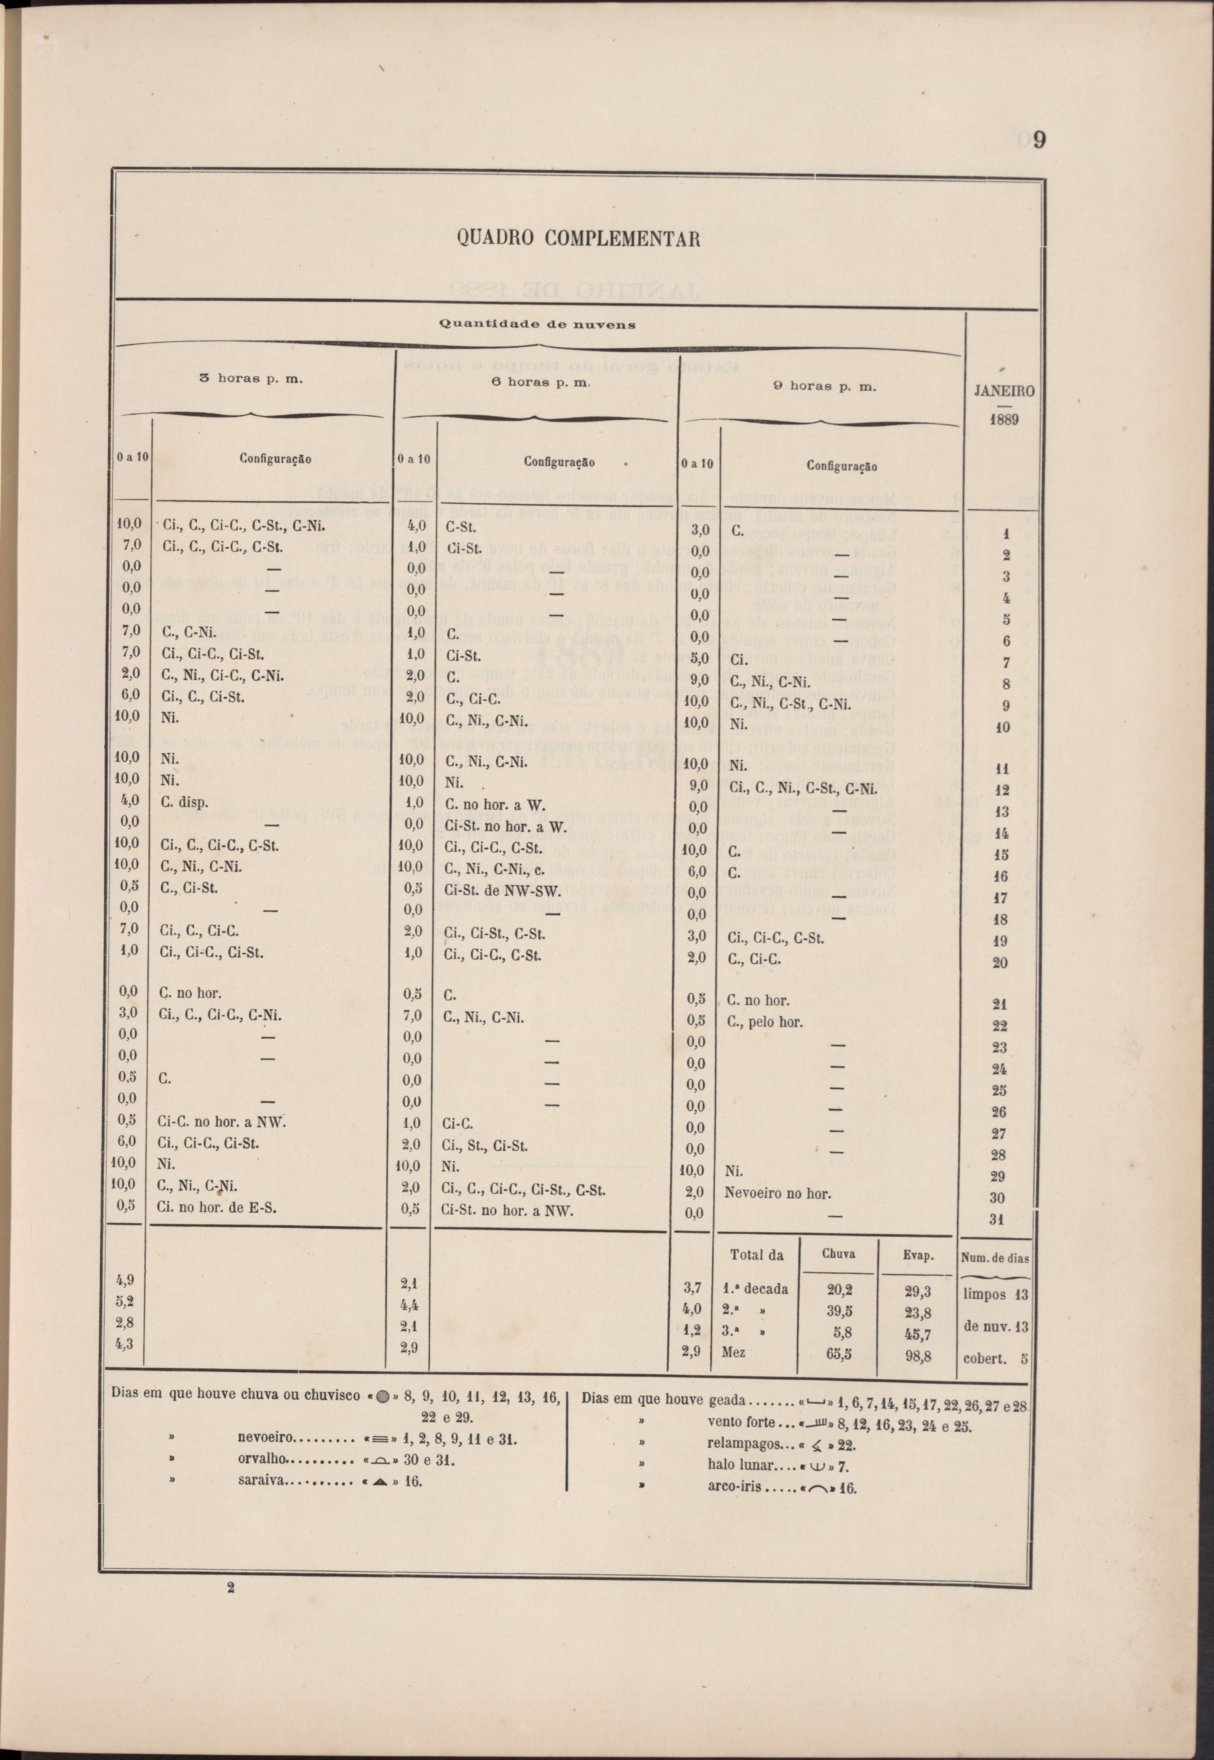 9
QUADRO COMPLEMENTAR
Quantidade de nuvens
3 horas p. m. 6 horas p. m. 9 horas p. m. JANEIRO
1889
0 a 10 Configuração 0 a 10 Configuração 0 a 10 Configuração
10,0 Ci., C., Ci-C., C-St., C-Ni. 4,0 C-St. 3,0 C. 1
7,0 Ci., C., Ci-C., C-St. 1,0 Ci-St. 0,0 — 2
0,0 — 0,0 — 0,0 — 3
0,0 — 0,0 — 0,0 — 4
0,0 — 0,0 — 0,0 — 5
7,0 C., C-Ni. 1,0 C. 0,0 — 6
7,0 Ci., Ci-C., Ci-St. 1,0 Ci-St. 5,0 Ci. 7
2,0 C., Ni., Ci-C., C-Ni. 2,0 C. 9,0 C., Ni., C-Ni. 8
6,0 Ci., C., Ci-St. 2,0 C., Ci-C. 10,0 C., Ni., C-St., C-Ni. 9
10,0 Ni. 10,0 C., Ni., C-Ni. 10,0 Ni. 10
10,0 Ni. 10,0 C., Ni., C-Ni. 10,0 Ni. 11
10,0 Ni. 10,0 Ni. 9,0 Ci., C., Ni., C-St., C-Ni. 12
4,0 C. disp. 1,0 C. no hor. a W. 0,0 — 13
0,0 — 0,0 Ci-St. no hor. a W. 0,0 — 14
10,0 Ci., C., Ci-C., C-St. 10,0 Ci., Ci-C., C-St. 10,0 C. 15
10,0 C., Ni., C-Ni. 10,0 C., Ni., C-Ni., c. 6,0 C. 16
0,5 C., Ci-St. 0,5 Ci-St. de NW-SW. 0,0 — 17
0,0 — 0,0 — 0,0 — 18
7,0 Ci., C., Ci-C. 2,0 Ci., Ci-St., C-St. 3,0 Ci., Ci-C., C-St. 19
1,0 Ci., Ci-C., Ci-St. 1,0 Ci., Ci-C., C-St. 2,0 C., Ci-C. 20
0,0 C. no hor. 0,5 C. 0,5 C. no hor. 21
3,0 Ci., C., Ci-C., C-Ni. 7,0 C., Ni., C-Ni. 0,5 C., pelo hor. 22
0,0 — 0,0 — 0,0 — 23
0,0 — 0,0 — 0,0 — 24
0,5 C. 0,0 — 0,0 — 25
0,0 — 0,0 — 0,0 — 26
0,5 Ci-C. no hor. a NW. 1,0 Ci-C. 0,0 — 27
6,0 Ci., Ci-C., Ci-St. 2,0 Ci., St., Ci-St. 0,0 — 28
10,0 Ni. 10,0 Ni. 10,0 Ni. 29
10,0 C., Ni., C-Ni. 2,0 Ci., C., Ci-C., Ci-St., C-St. 2,0 Nevoeiro no hor. 30
0,5 Ci. no hor. de E-S. 0,5 Ci-St. no hor. a NW. 0,0 — 31
Total da Chuva Evap. Num. de dias
4,9 2,1 3,7 1.ª decada 20,2 29,3 limpos 13
5,2 4,4 4,0 2.ª » 39,5 23,8
2,8 2,1 1,2 3.ª » 5,8 45,7 de nuv. 13
4,3 2,9 2,9 Mez 65,5 98,8 cobert. 5
Dias em que houve chuva ou chuvisco « » 8, 9, 10, 11, 12, 13, 16,
22 e 29.
» nevoeiro......... « » 1, 2, 8, 9, 11 e 31.
» orvalho.......... « » 30 e 31.
» saraiva.......... « » 16.
Dias em que houve geada....... « » 1, 6, 7, 14, 15, 17, 22, 26, 27 e 28
» vento forte... « » 8, 12, 16, 23, 24 e 25.
» relampagos... « » 22.
» halo lunar.... « » 7.
» arco-iris..... « » 16.
2